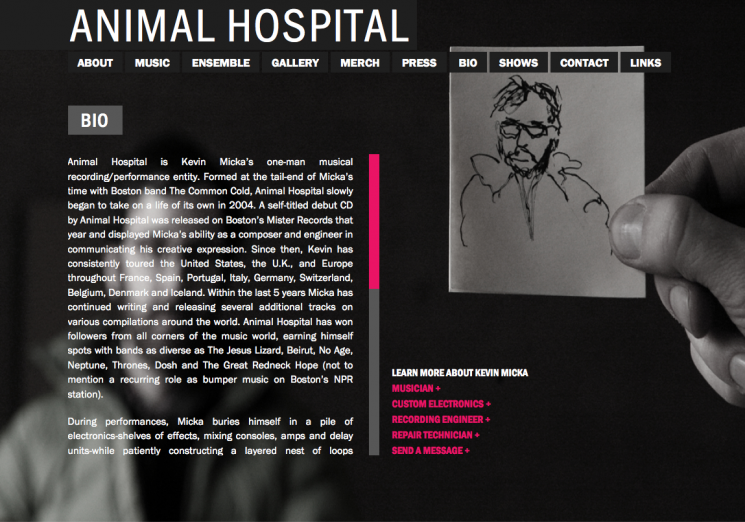 ANIMAL HOSPITAL
ABOUT MUSIC ENSEMBLE GALLERY MERCH PRESS BIO SHOWS CONTACT LINKS
BIO
Animal Hospital is Kevin Micka's one-man musical
recording/performance entity. Formed at the tail-end of Micka's
time with Boston band The Common Cold, Animal Hospital slowly
began to take on a life of its own in 2004. A self-titled debut CD
by Animal Hospital was released on Boston's Mister Records that
year and displayed Micka's ability as a composer and engineer in
communicating his creative expression. Since then, Kevin has
consistently toured the United States, the U.K., and Europe
throughout France, Spain, Portugal, Italy, Germany, Switzerland,
Belgium, Denmark and Iceland. Within the last 5 years Micka has
continued writing and releasing several additional tracks on
various compilations around the world. Animal Hospital has won
followers from all corners of the music world, earning himself
spots with bands as diverse as The Jesus Lizard, Beirut, No Age,
Neptune, Thrones, Dosh and The Great Redneck Hope (not to
mention a recurring role as bumper music on Boston's NPR
station).
During performances, Micka buries himself in a pile of
electronics-shelves of effects, mixing consoles, amps and delay
units-while patiently constructing a layered nest of loops
LEARN MORE ABOUT KEVIN MICKA
MUSICIAN +
CUSTOM ELECTRONICS +
RECORDING ENGINEER +
REPAIR TECHNICIAN +
SEND A MESSAGE +